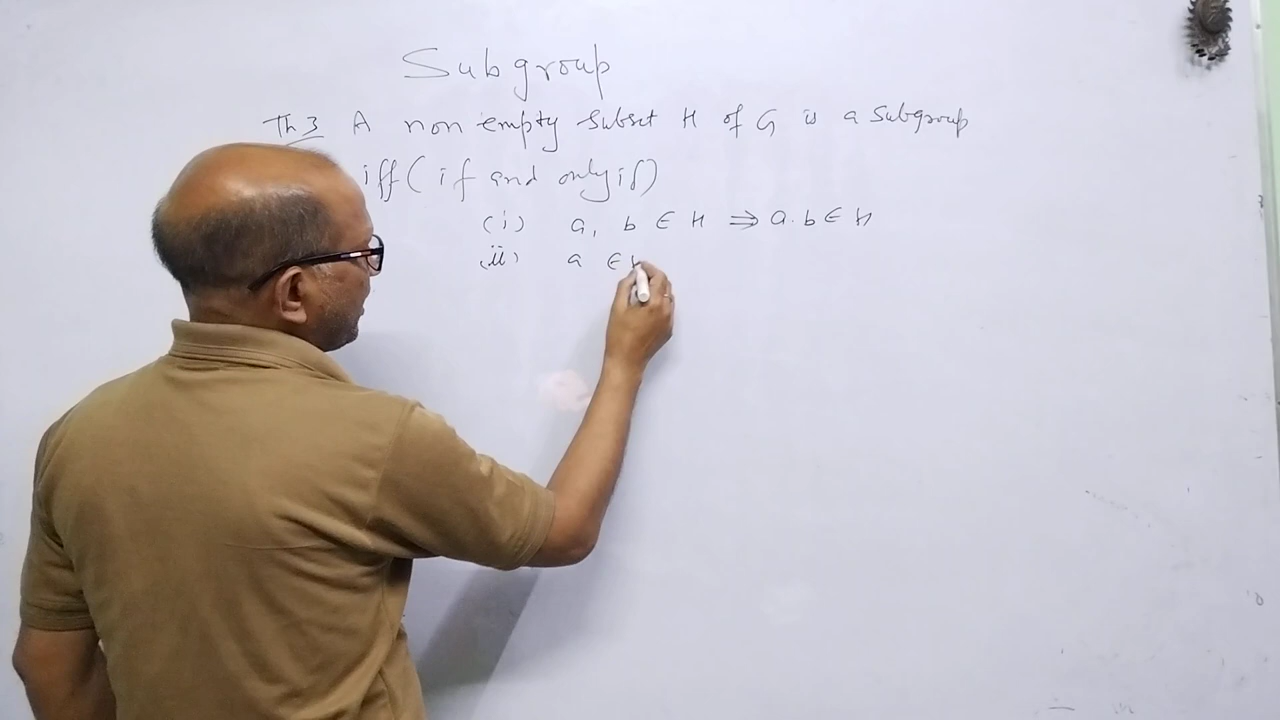 Subgroup
Th 3 A non empty subset H of G is a subgroup
iff (if and only if)
(i) a, b ∈ H ⇒ a.b ∈ H
(ii) a ∈ H